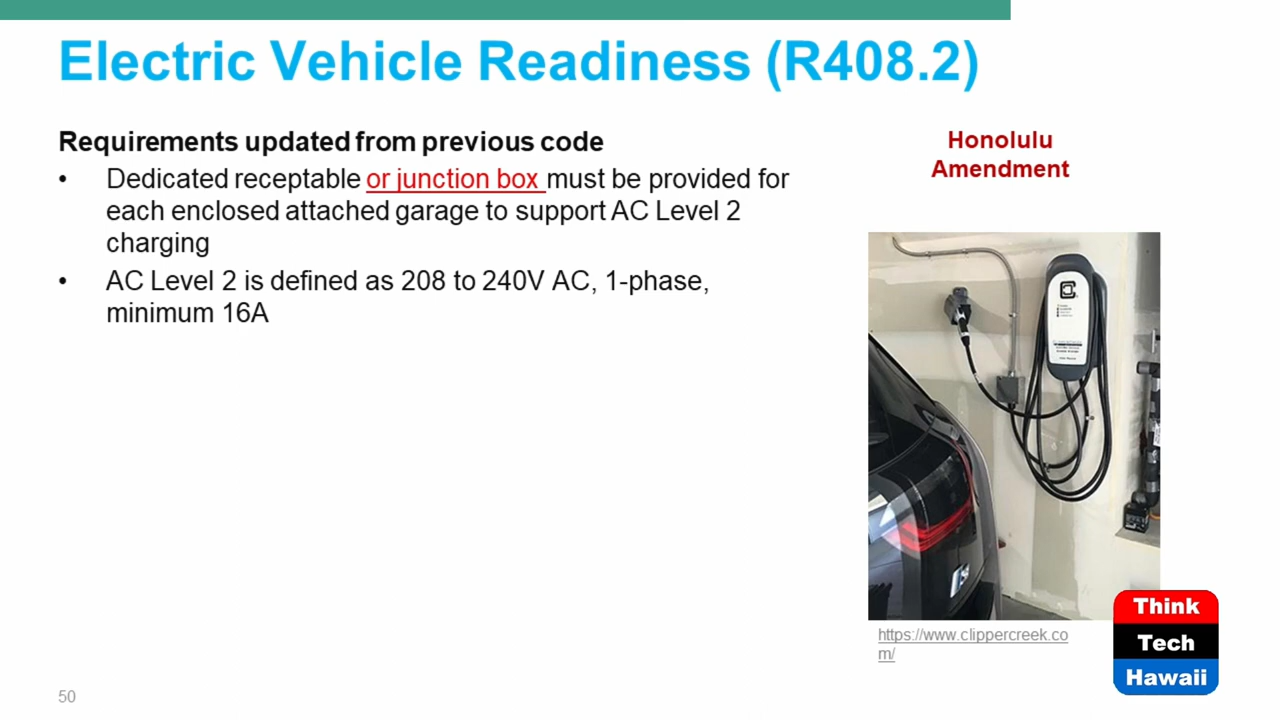 Electric Vehicle Readiness (R408.2)
Requirements updated from previous code
• Dedicated receptable or junction box must be provided for
each enclosed attached garage to support AC Level 2
charging
• AC Level 2 is defined as 208 to 240V AC, 1-phase,
minimum 16A
Honolulu
Amendment
https://www.clippercreek.co
m/
Think
Tech
Hawaii
50